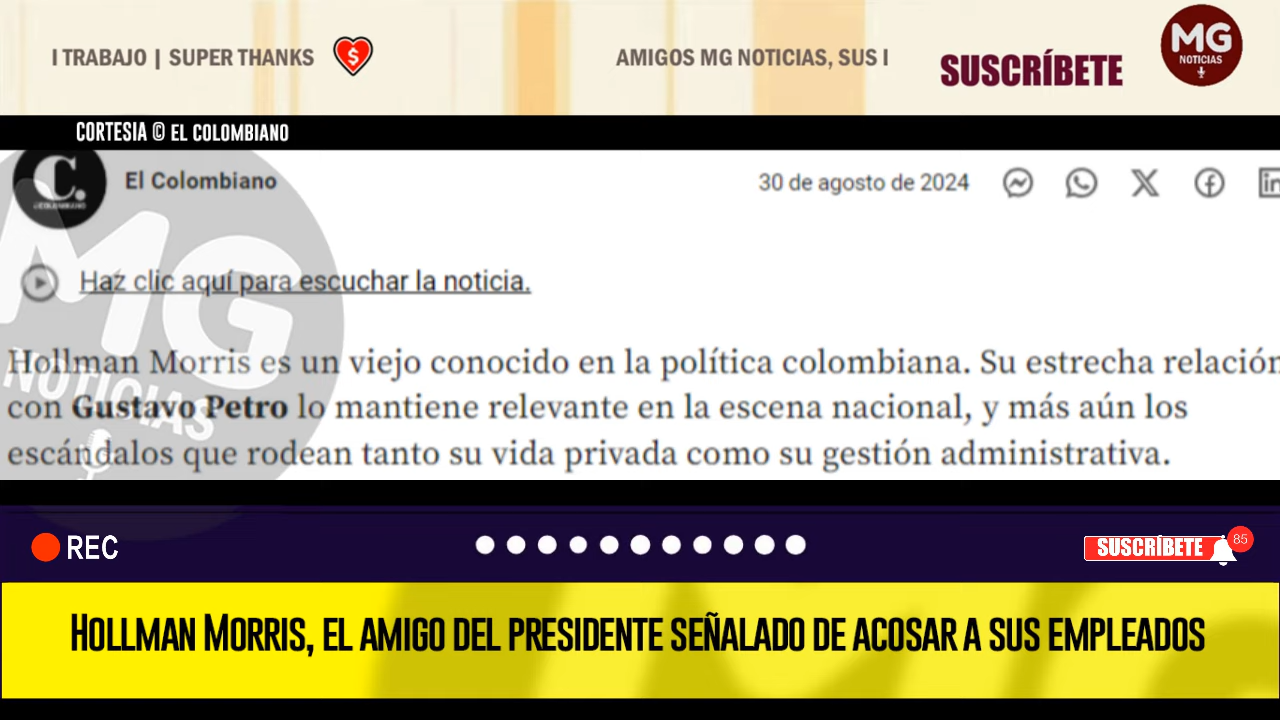 I TRABAJO | SUPER THANKS
$
AMIGOS MG NOTICIAS, SUS I
SUSCRÍBETE
MG
NOTICIAS
CORTESIA © EL COLOMBIANO
C.
El Colombiano
30 de agosto de 2024
Haz clic aquí para escuchar la noticia.
Hollman Morris es un viejo conocido en la política colombiana. Su estrecha relación
con Gustavo Petro lo mantiene relevante en la escena nacional, y más aún los
escándalos que rodean tanto su vida privada como su gestión administrativa.
MG
NOTICIAS
REC
SUSCRÍBETE
85
HOLLMAN MORRIS, EL AMIGO DEL PRESIDENTE SEÑALADO DE ACOSAR A SUS EMPLEADOS